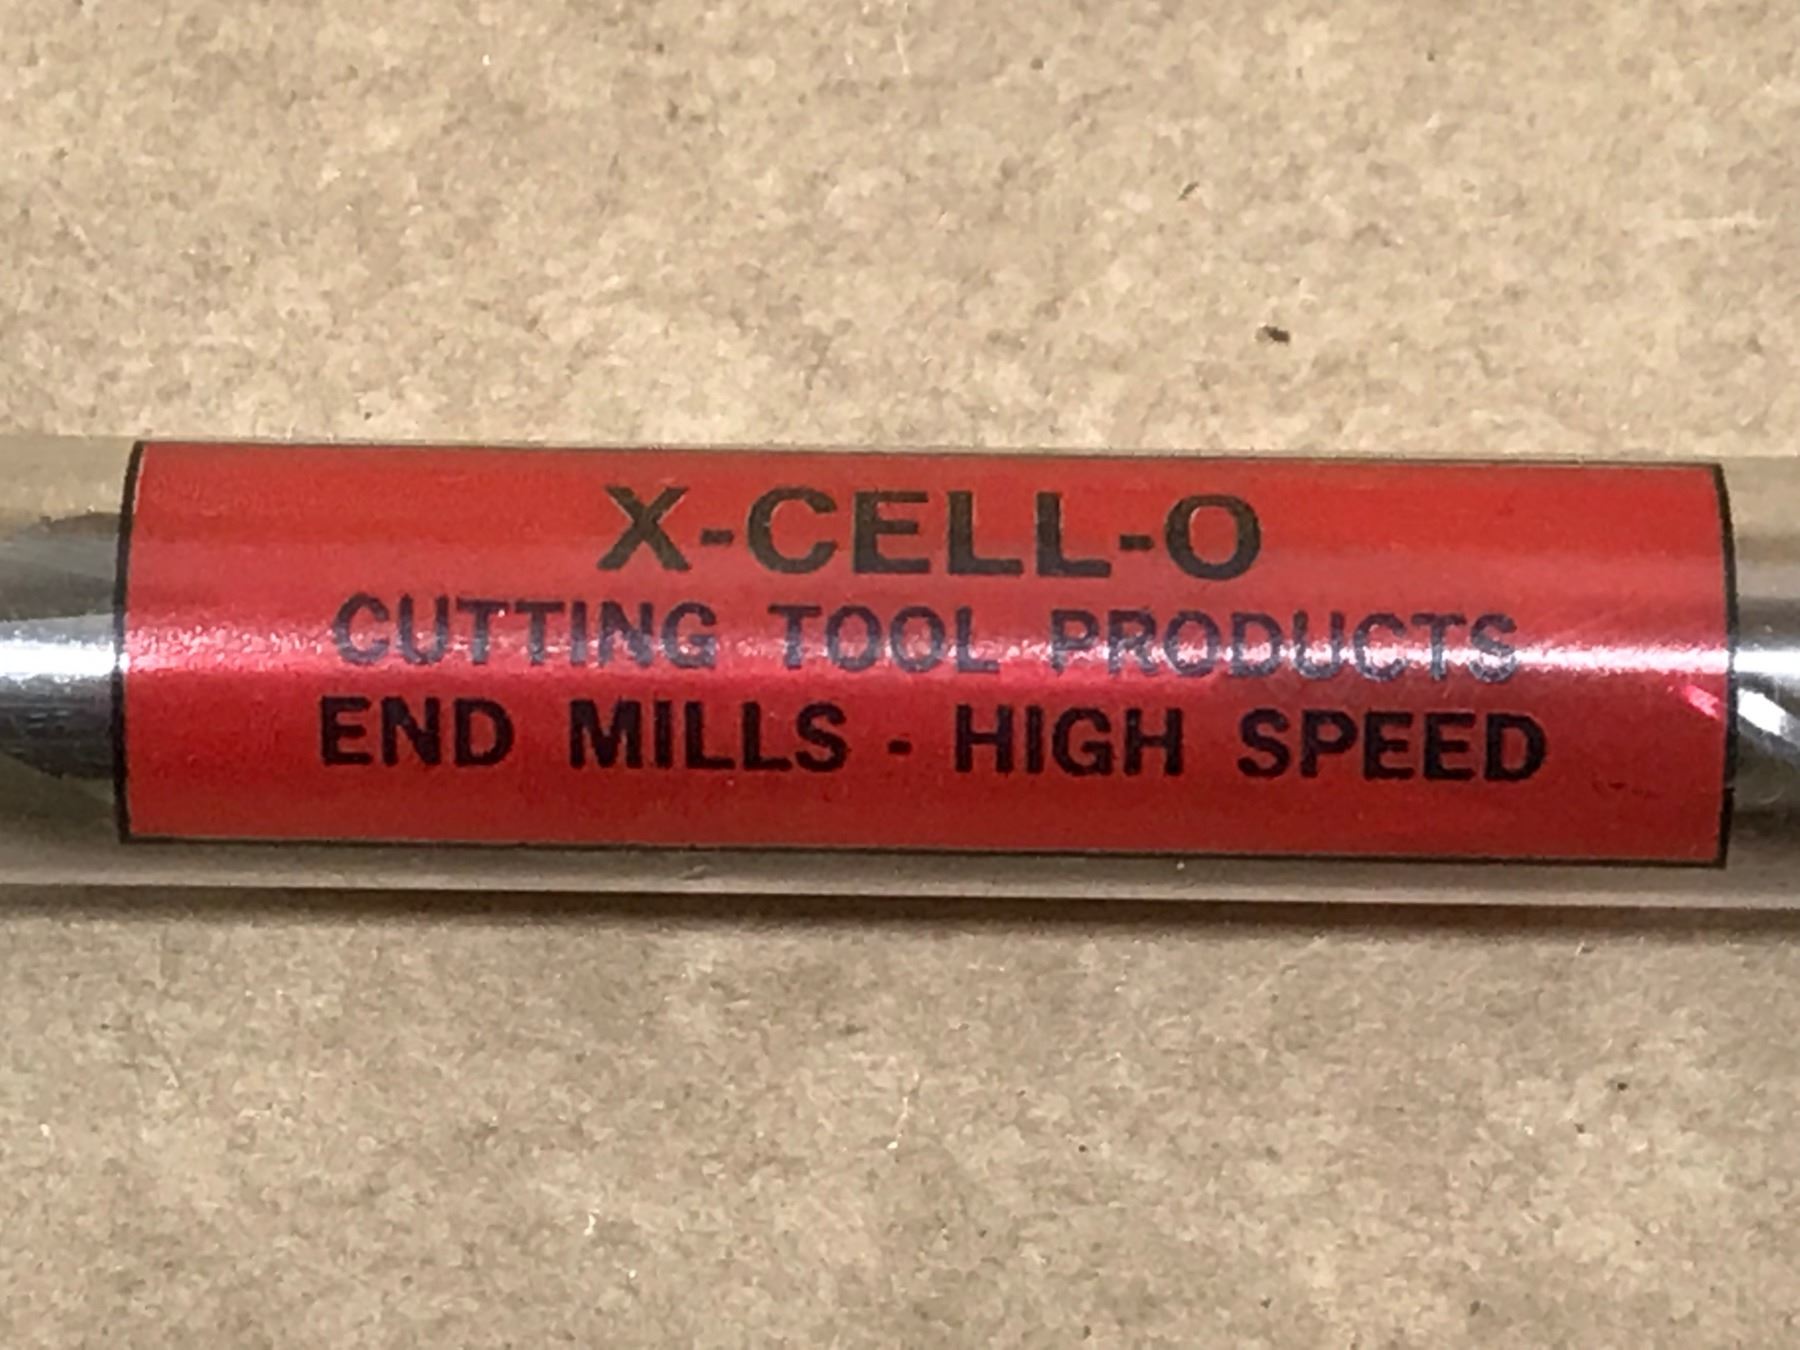 X-CELL-O
CUTTING TOOL PRODUCTS
END MILLS - HIGH SPEED